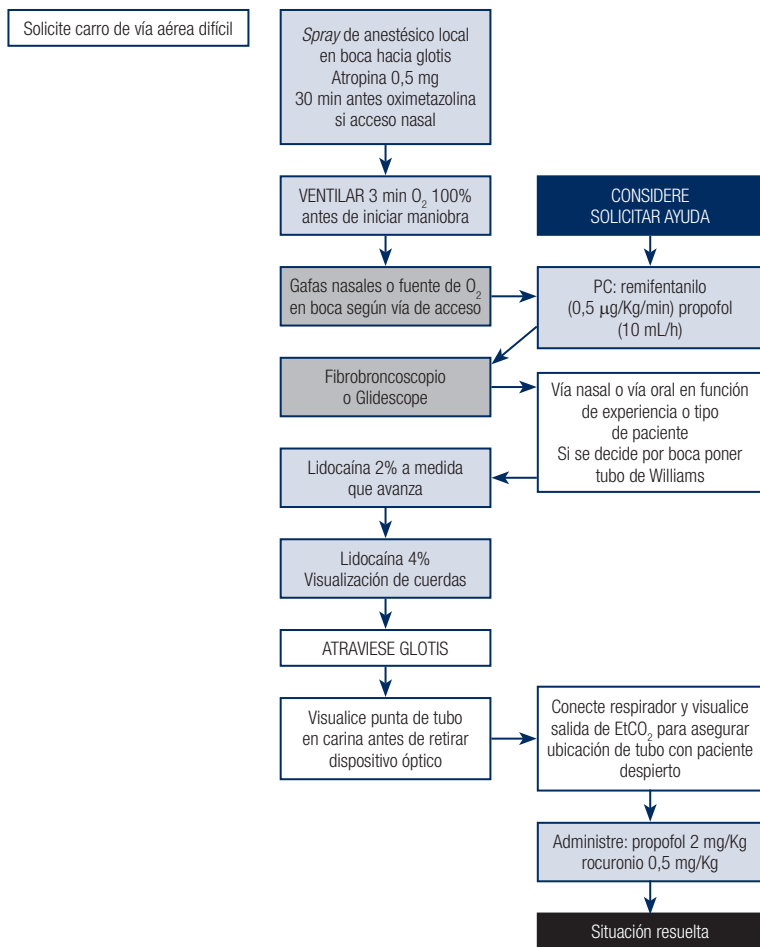 Solicite carro de vía aérea difícil
Spray de anestésico local
en boca hacia glotis
Atropina 0,5 mg
30 min antes oximetazolina
si acceso nasal
VENTILAR 3 min O₂ 100%
antes de iniciar maniobra
CONSIDERE
SOLICITAR AYUDA
Gafas nasales o fuente de O₂
en boca según vía de acceso
PC: remifentanilo
(0,5 µg/Kg/min) propofol
(10 mL/h)
Fibrobroncoscopio
o Glidescope
Vía nasal o vía oral en función
de experiencia o tipo
de paciente
Si se decide por boca poner
tubo de Williams
Lidocaína 2% a medida
que avanza
Lidocaína 4%
Visualización de cuerdas
ATRAVIESE GLOTIS
Visualice punta de tubo
en carina antes de retirar
dispositivo óptico
Conecte respirador y visualice
salida de EtCO₂ para asegurar
ubicación de tubo con paciente
despierto
Administre: propofol 2 mg/Kg
rocuronio 0,5 mg/Kg
Situación resuelta